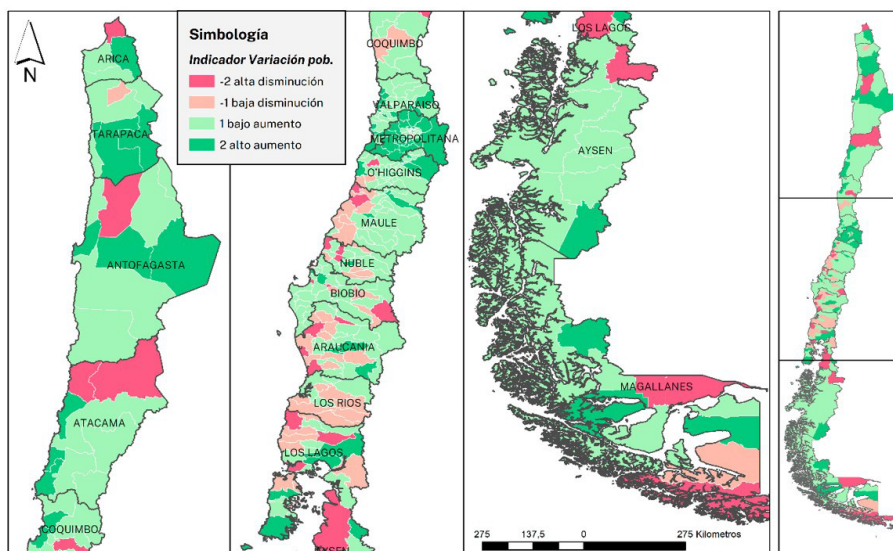 N
Simbología
Indicador Variación pob.
-2 alta disminución
-1 baja disminución
1 bajo aumento
2 alto aumento
ARICA
TARAPACA
ANTOFAGASTA
ATACAMA
COQUIMBO
COQUIMBO
VALPARAISO
METROPOLITANA
O'HIGGINS
MAULE
ÑUBLE
BIOBIO
ARAUCANIA
LOS RIOS
LOS LAGOS
AYSEN
LOS LAGOS
AYSEN
MAGALLANES
275 137,5 0 275 Kilometros